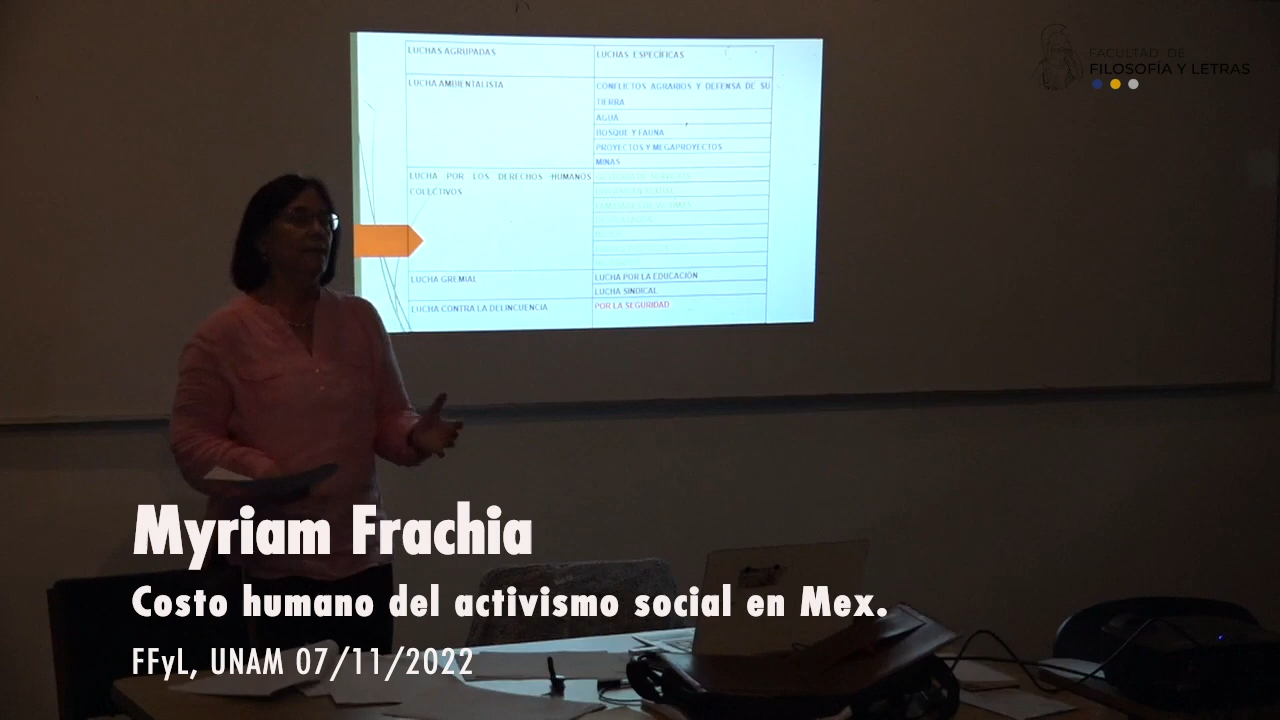 FACULTAD DE
FILOSOFÍA Y LETRAS
LUCHAS AGRUPADAS
LUCHAS ESPECÍFICAS
LUCHA AMBIENTALISTA
CONFLICTOS AGRARIOS Y DEFENSA DE SU
TIERRA
AGUA
BOSQUE Y FAUNA
PROYECTOS Y MEGAPROYECTOS
MINAS
LUCHA POR LOS DERECHOS HUMANOS
COLECTIVOS
LUCHA GREMIAL
LUCHA POR LA EDUCACIÓN
LUCHA SINDICAL
LUCHA CONTRA LA DELINCUENCIA
POR LA SEGURIDAD
Myriam Frachia
Costo humano del activismo social en Mex.
FFyL, UNAM 07/11/2022